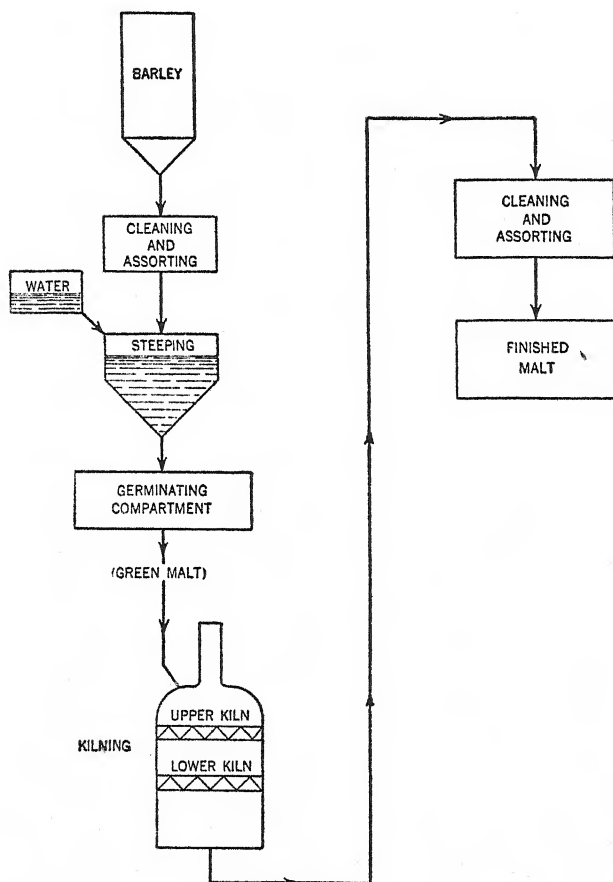 BARLEY
CLEANING
AND
ASSORTING
WATER
STEEPING
GERMINATING
COMPARTMENT
(GREEN MALT)
KILNING
UPPER KILN
LOWER KILN
CLEANING
AND
ASSORTING
FINISHED
MALT